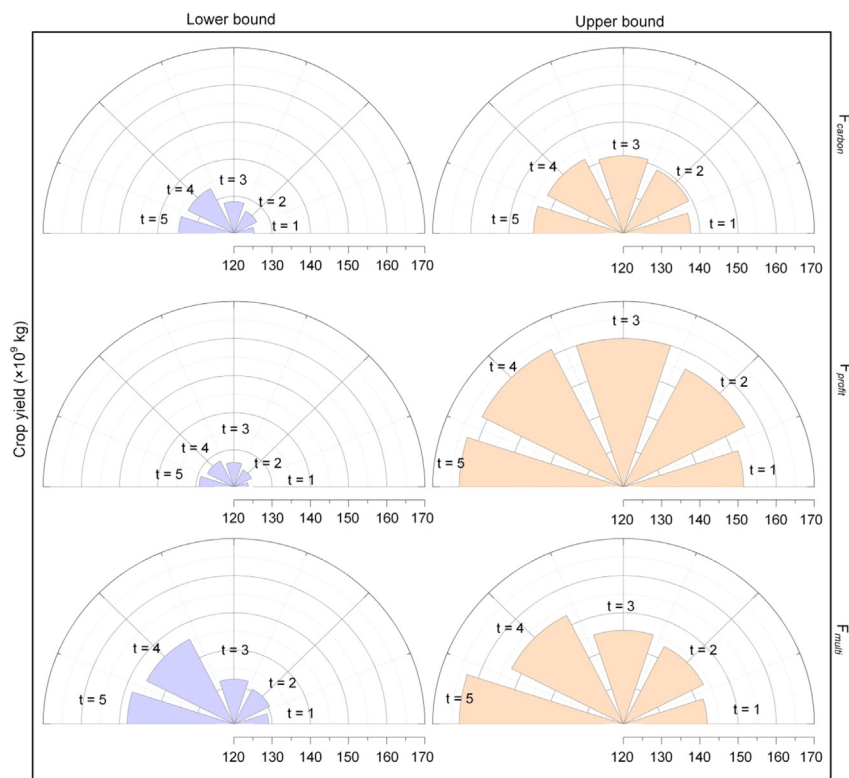 Lower bound
Upper bound
Crop yield (×10⁹ kg)
t = 5
t = 4
t = 3
t = 2
t = 1
120 130 140 150 160 170
t = 5
t = 4
t = 3
t = 2
t = 1
120 130 140 150 160 170
F_carbon
t = 5
t = 4
t = 3
t = 2
t = 1
120 130 140 150 160 170
t = 5
t = 4
t = 3
t = 2
t = 1
120 130 140 150 160 170
F_profit
t = 5
t = 4
t = 3
t = 2
t = 1
120 130 140 150 160 170
t = 5
t = 4
t = 3
t = 2
t = 1
120 130 140 150 160 170
F_multi